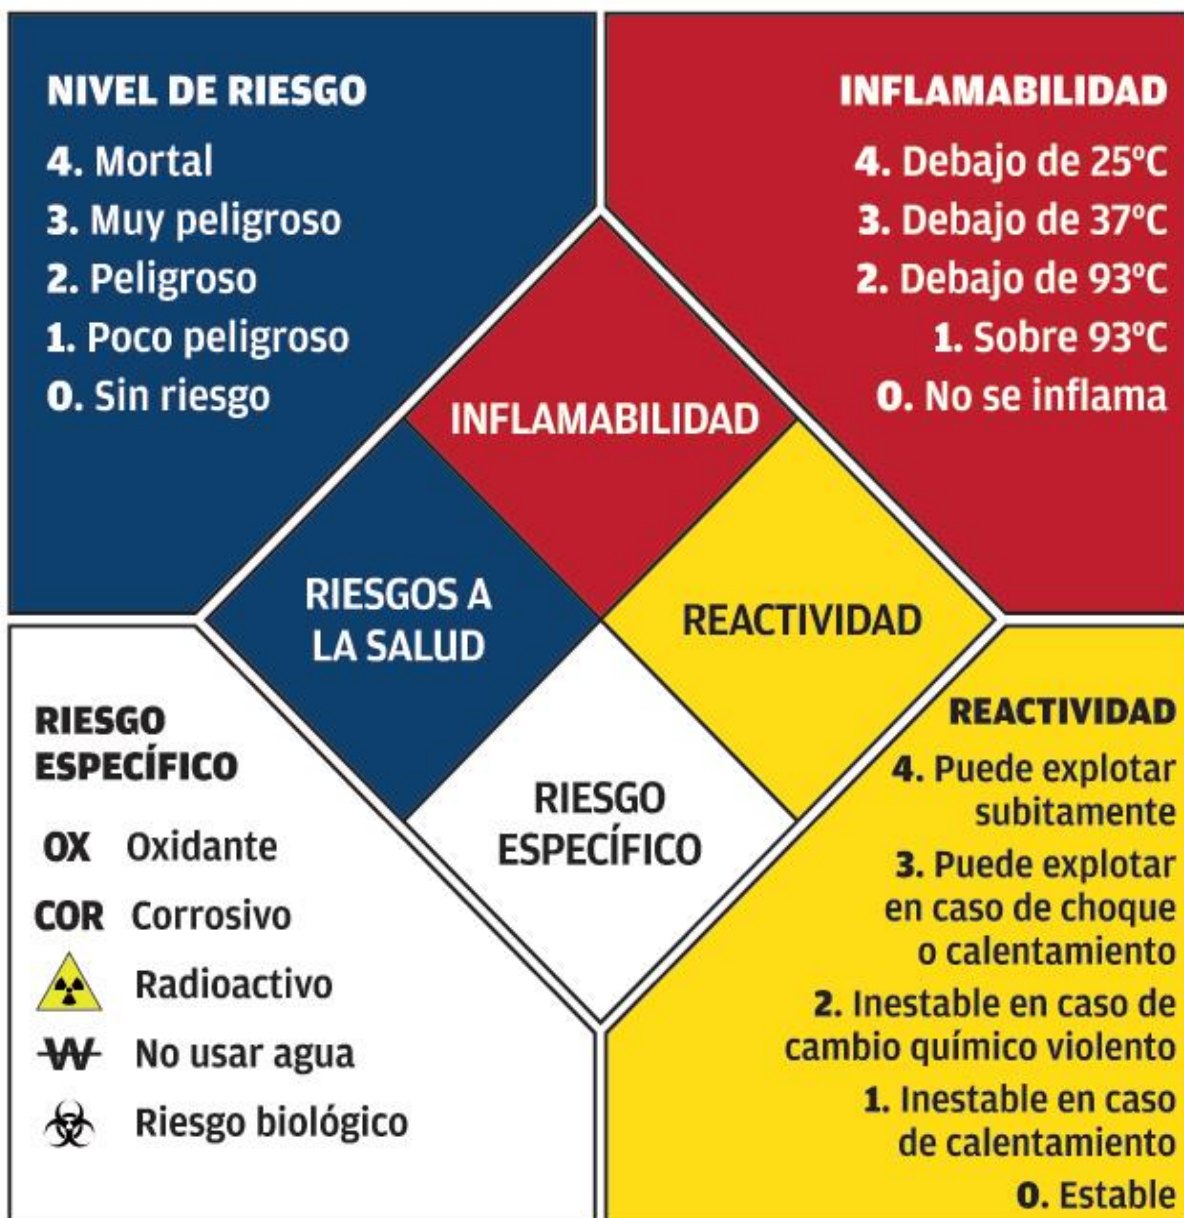 NIVEL DE RIESGO
4. Mortal
3. Muy peligroso
2. Peligroso
1. Poco peligroso
0. Sin riesgo
INFLAMABILIDAD
4. Debajo de 25ºC
3. Debajo de 37ºC
2. Debajo de 93ºC
1. Sobre 93ºC
0. No se inflama
INFLAMABILIDAD
RIESGOS A
LA SALUD
REACTIVIDAD
RIESGO
ESPECÍFICO
RIESGO
ESPECÍFICO
OX Oxidante
COR Corrosivo
Radioactivo
W No usar agua
Riesgo biológico
REACTIVIDAD
4. Puede explotar
subitamente
3. Puede explotar
en caso de choque
o calentamiento
2. Inestable en caso de
cambio químico violento
1. Inestable en caso
de calentamiento
0. Estable